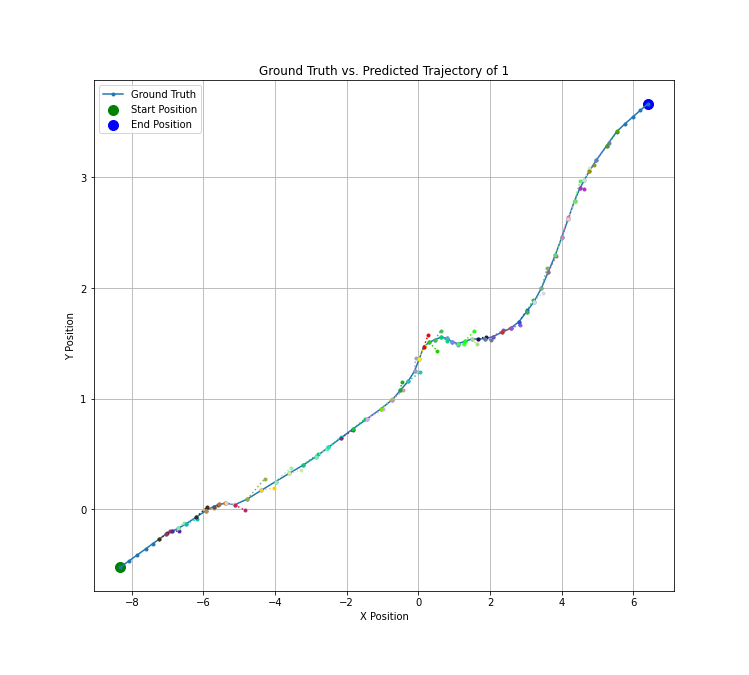 Ground Truth vs. Predicted Trajectory of 1
Ground Truth
Start Position
End Position
Y Position
3
2
1
0
−8 −6 −4 −2 0 2 4 6
X Position